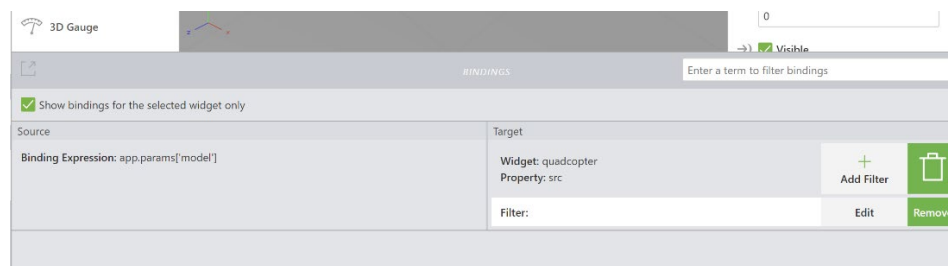 3D Gauge
0
Visible
BINDINGS
Enter a term to filter bindings
Show bindings for the selected widget only
Source
Target
Binding Expression: app.params['model']
Widget: quadcopter
Property: src
Add Filter
Filter:
Edit
Remove